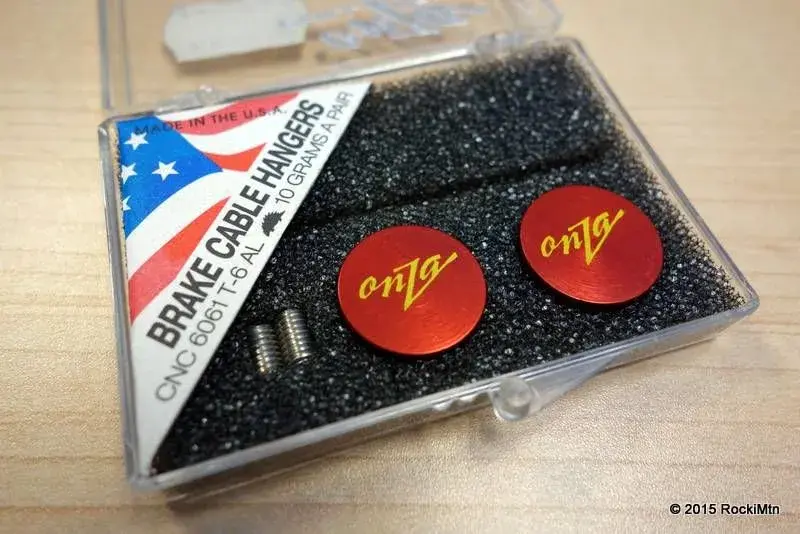 MADE IN THE U.S.A.
BRAKE CABLE HANGERS
CNC 6061 T-6 AL 10 GRAMS A PAIR
onZa
onZa
© 2015 RockiMtn